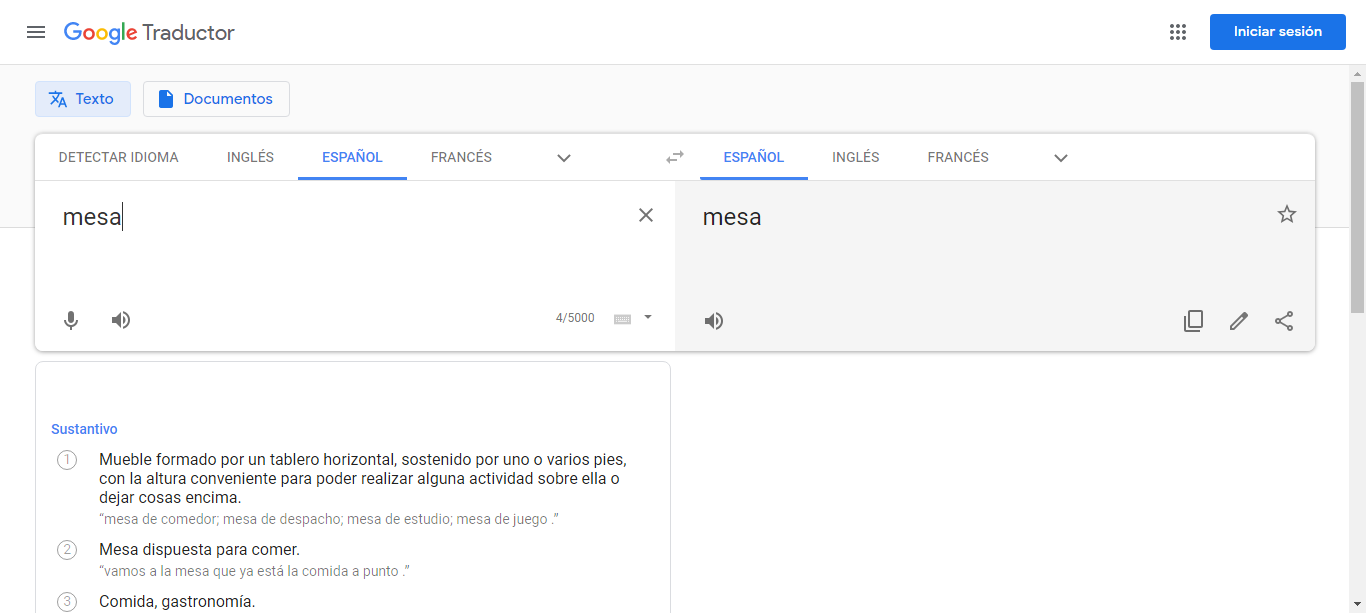 Google Traductor
Iniciar sesión
Texto
Documentos
DETECTAR IDIOMA INGLÉS ESPAÑOL FRANCÉS ESPAÑOL INGLÉS FRANCÉS
mesa
mesa
4/5000
Sustantivo
1 Mueble formado por un tablero horizontal, sostenido por uno o varios pies,
con la altura conveniente para poder realizar alguna actividad sobre ella o
dejar cosas encima.
“mesa de comedor; mesa de despacho; mesa de estudio; mesa de juego .”
2 Mesa dispuesta para comer.
“vamos a la mesa que ya está la comida a punto .”
3 Comida, gastronomía.